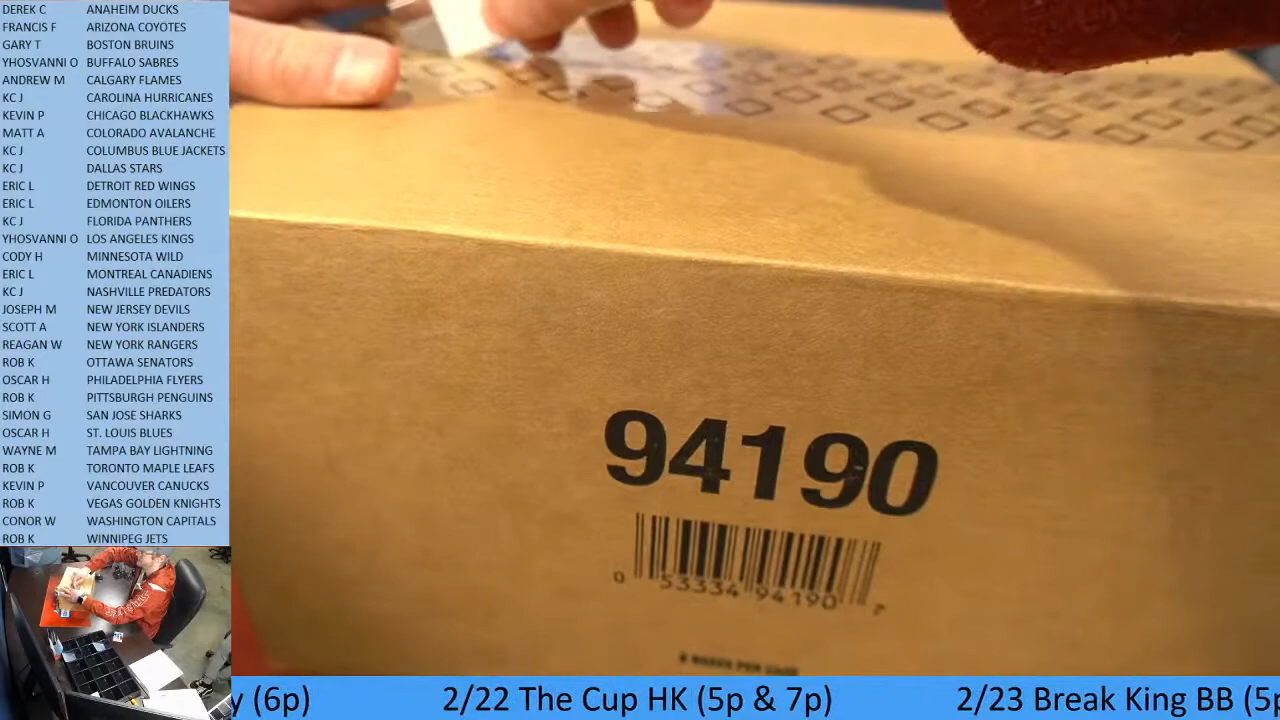 DEREK C ANAHEIM DUCKS
FRANCIS F ARIZONA COYOTES
GARY T BOSTON BRUINS
YHOSVANNI O BUFFALO SABRES
ANDREW M CALGARY FLAMES
KC J CAROLINA HURRICANES
KEVIN P CHICAGO BLACKHAWKS
MATT A COLORADO AVALANCHE
KC J COLUMBUS BLUE JACKETS
KC J DALLAS STARS
ERIC L DETROIT RED WINGS
ERIC L EDMONTON OILERS
KC J FLORIDA PANTHERS
YHOSVANNI O LOS ANGELES KINGS
CODY H MINNESOTA WILD
ERIC L MONTREAL CANADIENS
KC J NASHVILLE PREDATORS
JOSEPH M NEW JERSEY DEVILS
SCOTT A NEW YORK ISLANDERS
REAGAN W NEW YORK RANGERS
ROB K OTTAWA SENATORS
OSCAR H PHILADELPHIA FLYERS
ROB K PITTSBURGH PENGUINS
SIMON G SAN JOSE SHARKS
OSCAR H ST. LOUIS BLUES
WAYNE M TAMPA BAY LIGHTNING
ROB K TORONTO MAPLE LEAFS
KEVIN P VANCOUVER CANUCKS
ROB K VEGAS GOLDEN KNIGHTS
CONOR W WASHINGTON CAPITALS
ROB K WINNIPEG JETS
94190
0 53334 94190
y (6p) 2/22 The Cup HK (5p & 7p) 2/23 Break King BB (5p